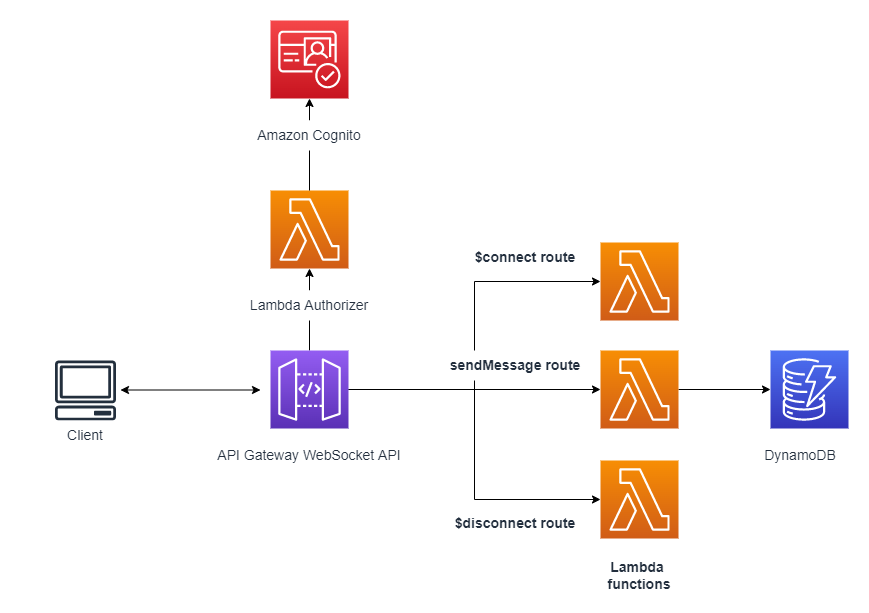 Amazon Cognito
Lambda Authorizer
$connect route
sendMessage route
Client
API Gateway WebSocket API
DynamoDB
$disconnect route
Lambda
functions